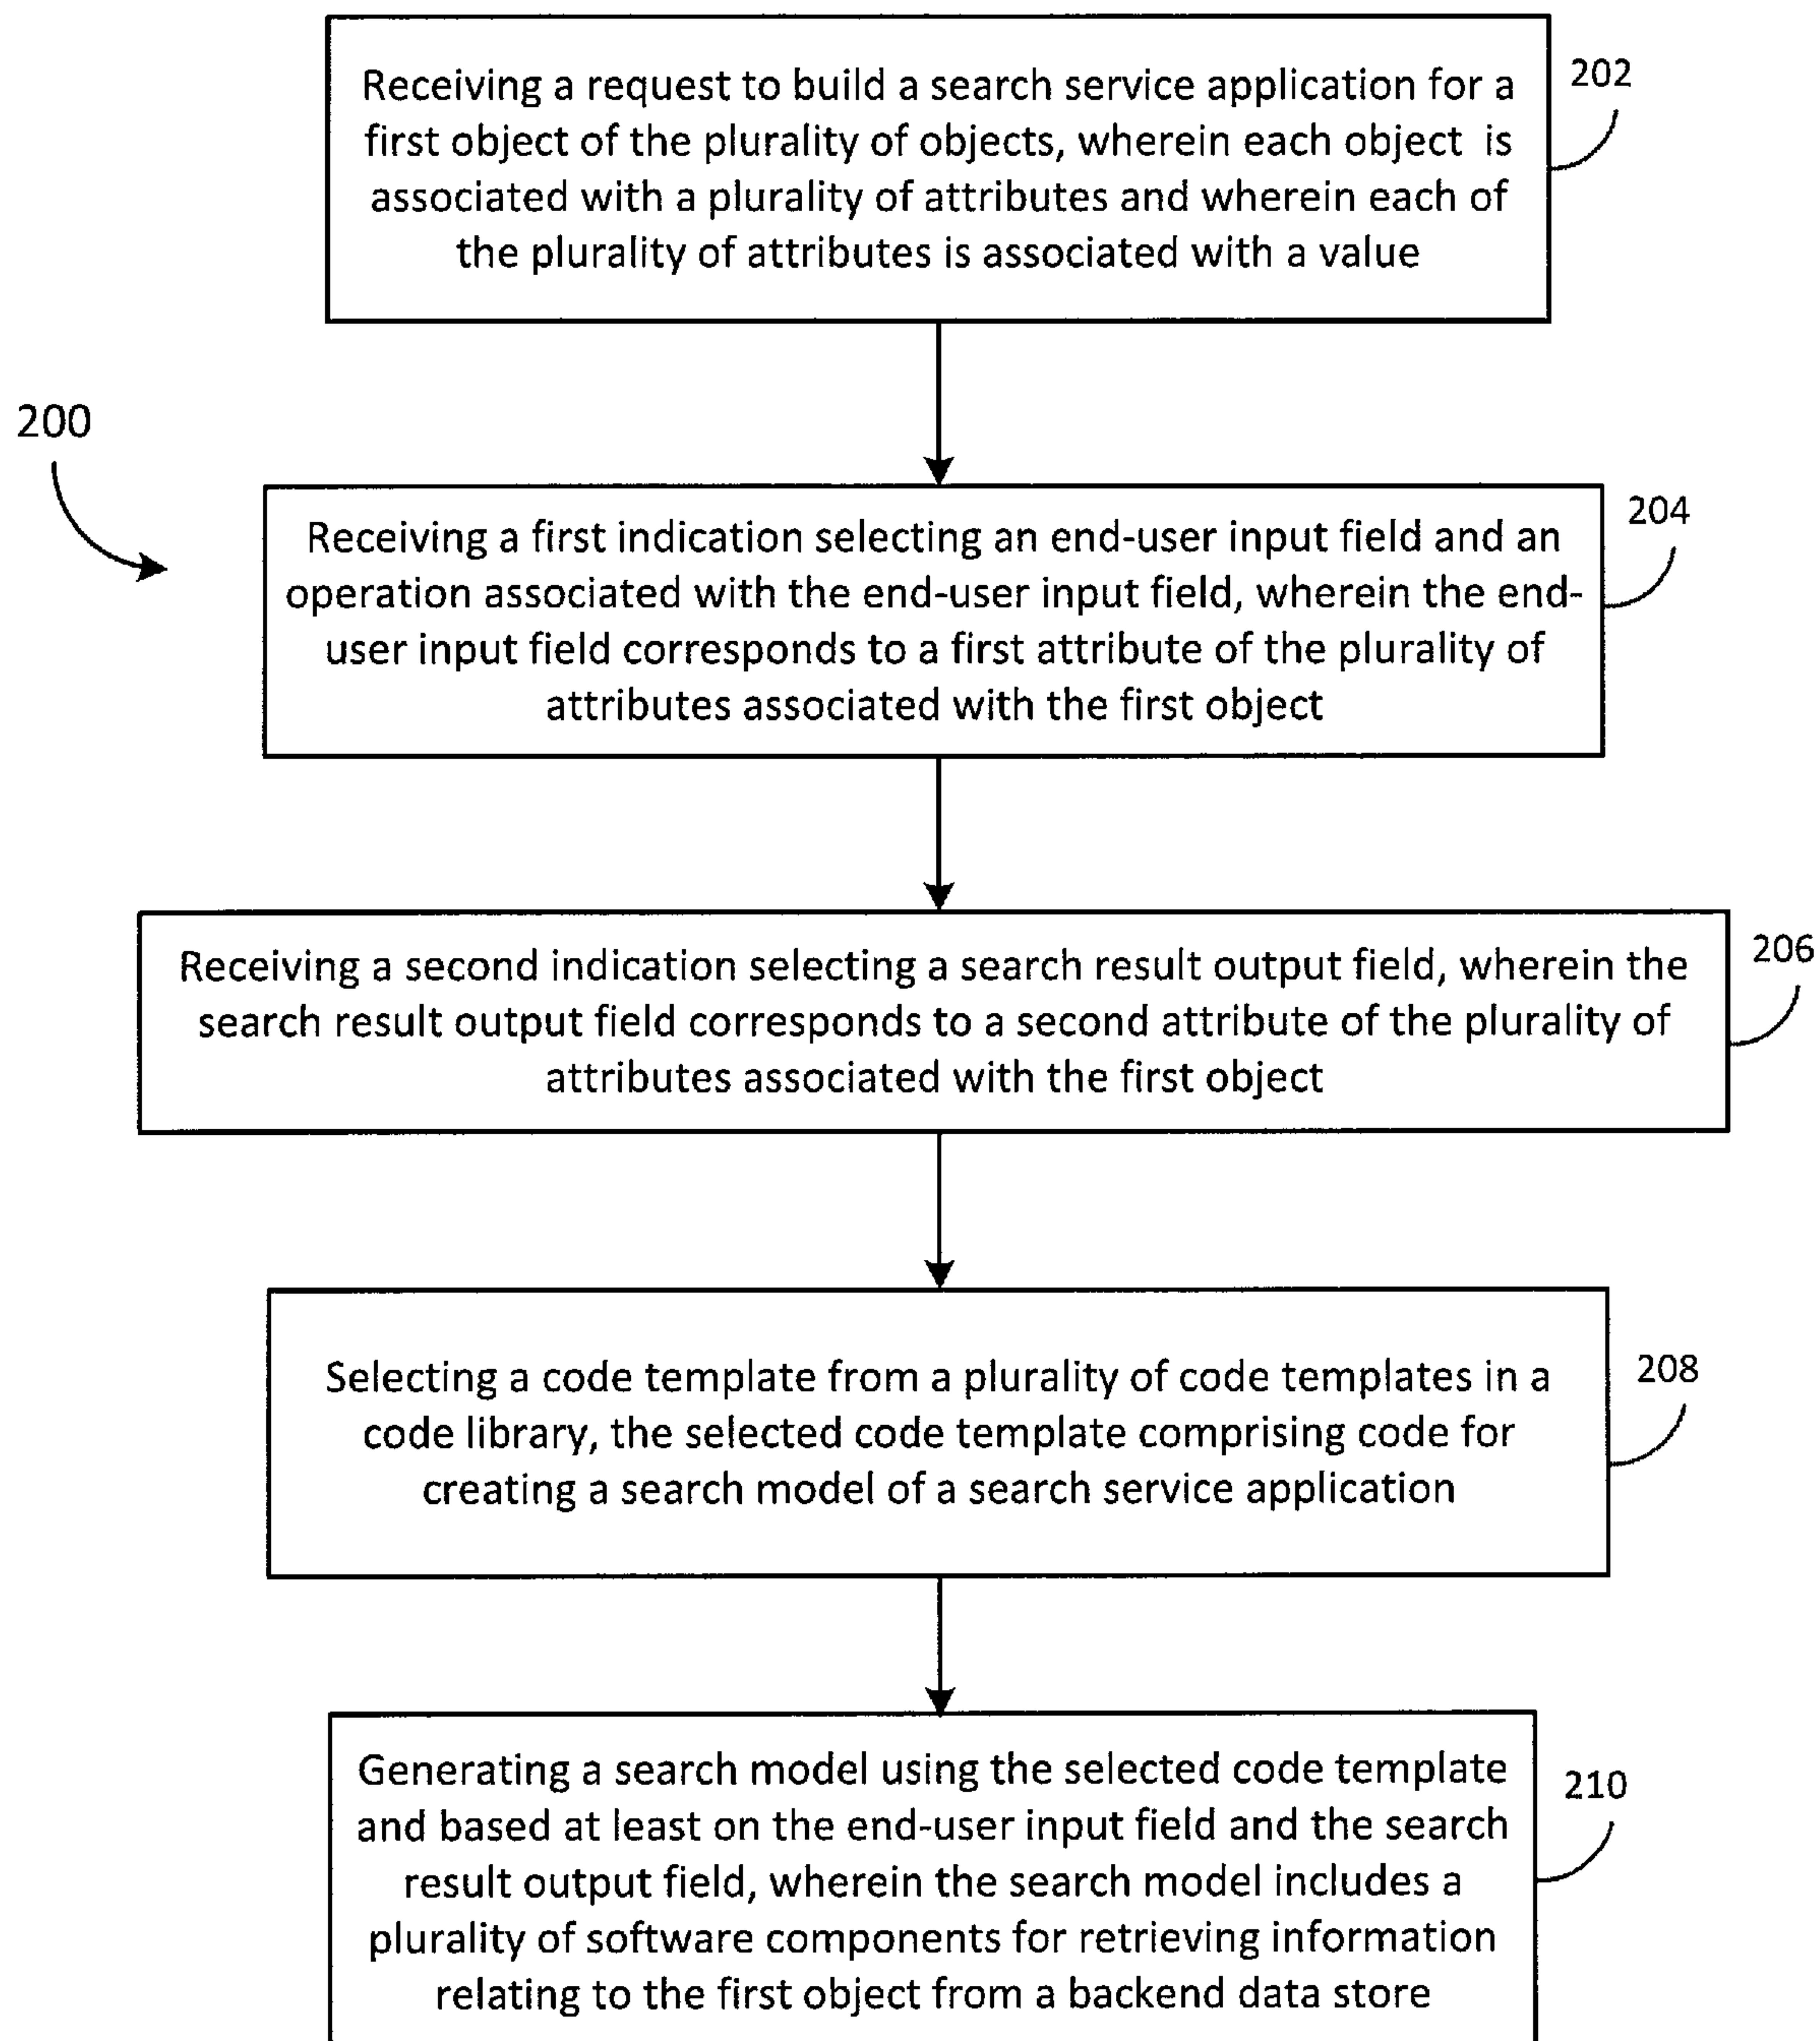 Receiving a request to build a search service application for a
first object of the plurality of objects, wherein each object is
associated with a plurality of attributes and wherein each of
the plurality of attributes is associated with a value
202
200
Receiving a first indication selecting an end-user input field and an
operation associated with the end-user input field, wherein the end-
user input field corresponds to a first attribute of the plurality of
attributes associated with the first object
204
Receiving a second indication selecting a search result output field, wherein the
search result output field corresponds to a second attribute of the plurality of
attributes associated with the first object
206
Selecting a code template from a plurality of code templates in a
code library, the selected code template comprising code for
creating a search model of a search service application
208
Generating a search model using the selected code template
and based at least on the end-user input field and the search
result output field, wherein the search model includes a
plurality of software components for retrieving information
relating to the first object from a backend data store
210